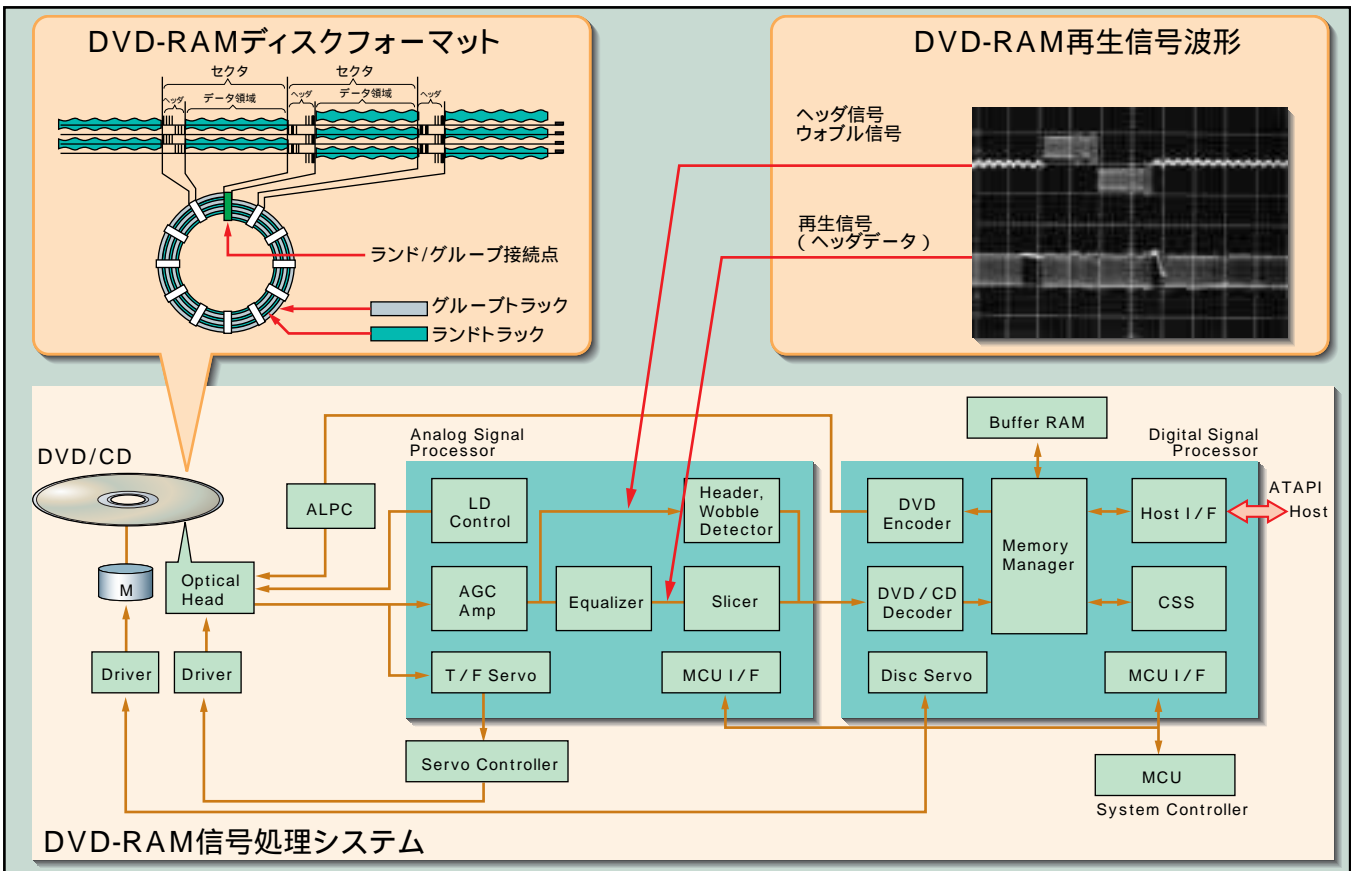 DVD-RAMディスクフォーマット
セクタ
セクタ
ヘッダ
データ領域
ヘッダ
データ領域
ヘッダ
ランド/グループ接続点
グルーブトラック
ランドトラック
DVD-RAM再生信号波形
ヘッダ信号
ウォブル信号
再生信号
(ヘッダデータ)
DVD/CD
M
Optical
Head
ALPC
Driver
Driver
Analog Signal
Processor
LD
Control
AGC
Amp
Equalizer
Header,
Wobble
Detector
Slicer
T/F Servo
MCU I/F
Servo Controller
Buffer RAM
Digital Signal
Processor
DVD
Encoder
DVD/CD
Decoder
Memory
Manager
Host I/F
CSS
Disc Servo
MCU I/F
ATAPI
Host
MCU
System Controller
DVD-RAM信号処理システム